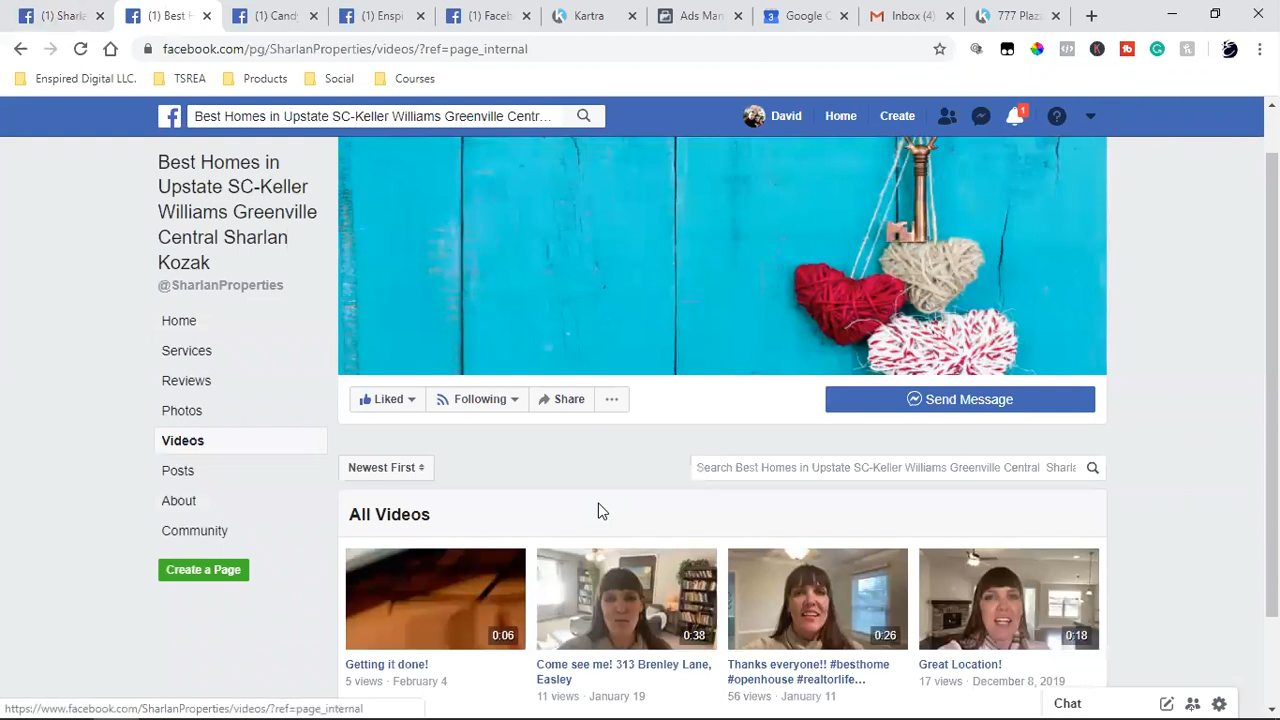 (1) Sharla
(1) Best H
(1) Candy
(1) Enspi
(1) Faceb
Kartra
Ads Man
Google C
Inbox (4)
777 Plaz
facebook.com/pg/SharlanProperties/videos/?ref=page_internal
Enspired Digital LLC.
TSREA
Products
Social
Courses
Best Homes in Upstate SC-Keller Williams Greenville Centr...
David
Home
Create
1
Best Homes in
Upstate SC-Keller
Williams Greenville
Central Sharlan
Kozak
@SharlanProperties
Home
Services
Reviews
Photos
Videos
Posts
About
Community
Create a Page
Liked
Following
Share
Send Message
Newest First
Search Best Homes in Upstate SC-Keller Williams Greenville Central Sharla
All Videos
0:06
0:38
0:26
0:18
Getting it done!
5 views · February 4
Come see me! 313 Brenley Lane,
Easley
11 views · January 19
Thanks everyone!! #besthome
#openhouse #realtorlife...
56 views · January 11
Great Location!
17 views · December 8, 2019
Chat
https://www.facebook.com/SharlanProperties/videos/?ref=page_internal